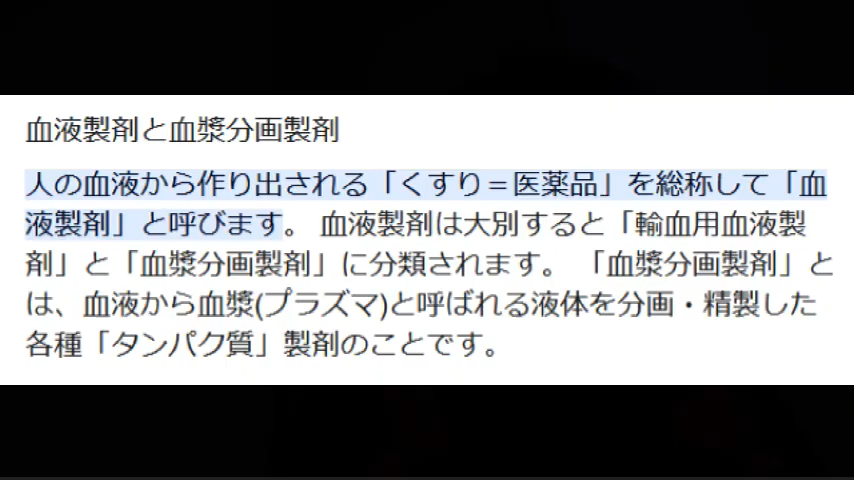 血液製剤と血漿分画製剤
人の血液から作り出される「くすり＝医薬品」を総称して「血
液製剤」と呼びます。 血液製剤は大別すると「輸血用血液製
剤」と「血漿分画製剤」に分類されます。 「血漿分画製剤」と
は、血液から血漿(プラズマ)と呼ばれる液体を分画・精製した
各種「タンパク質」製剤のことです。